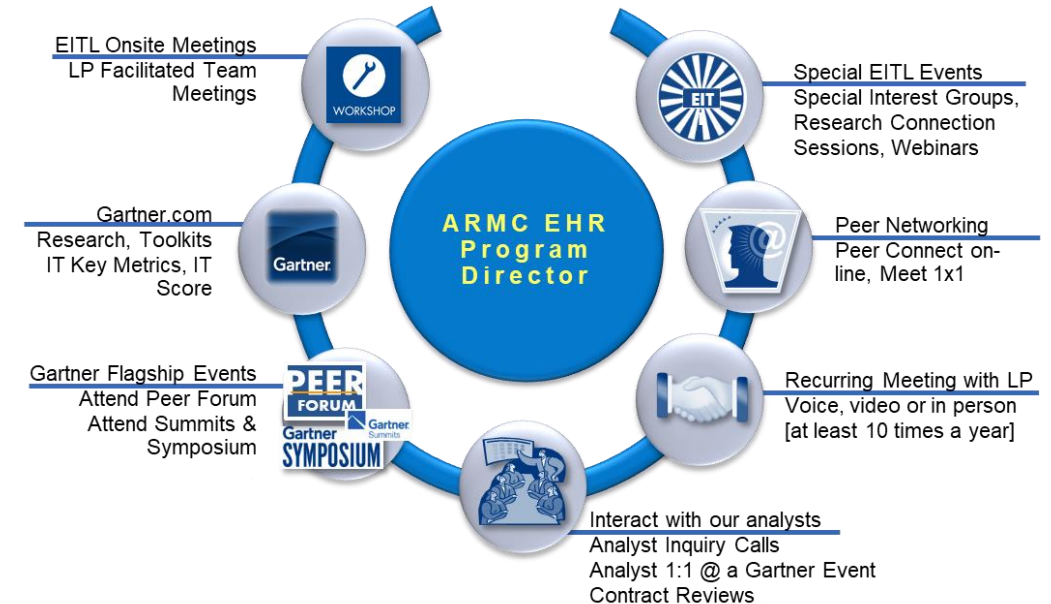 EITL Onsite Meetings
LP Facilitated Team
Meetings
WORKSHOP
EIT
Special EITL Events
Special Interest Groups,
Research Connection
Sessions, Webinars
Gartner.com
Research, Toolkits
IT Key Metrics, IT
Score
Gartner
ARMC EHR
Program
Director
@
Peer Networking
Peer Connect on-
line, Meet 1x1
Gartner Flagship Events
Attend Peer Forum
Attend Summits &
Symposium
PEER
FORUM
Gartner
Summits
Gartner
SYMPOSIUM
Recurring Meeting with LP
Voice, video or in person
[at least 10 times a year]
Interact with our analysts
Analyst Inquiry Calls
Analyst 1:1 @ a Gartner Event
Contract Reviews